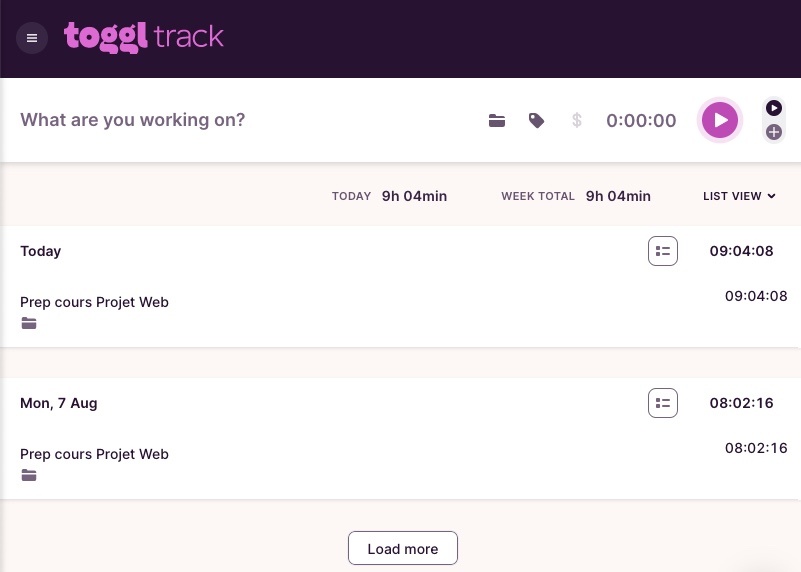 toggl track
What are you working on?
$ 0:00:00
TODAY 9h 04min WEEK TOTAL 9h 04min LIST VIEW
Today 09:04:08
Prep cours Projet Web 09:04:08
Mon, 7 Aug 08:02:16
Prep cours Projet Web 08:02:16
Load more